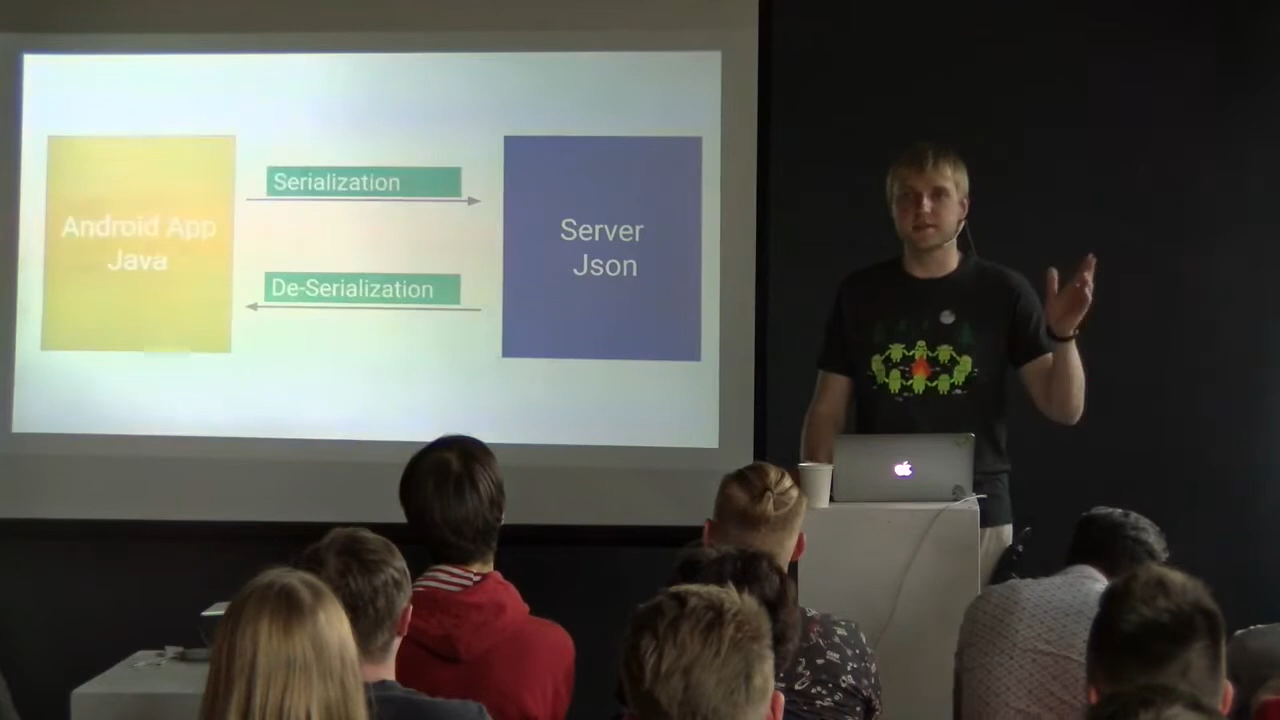 Android App
Java
Serialization
De-Serialization
Server
Json